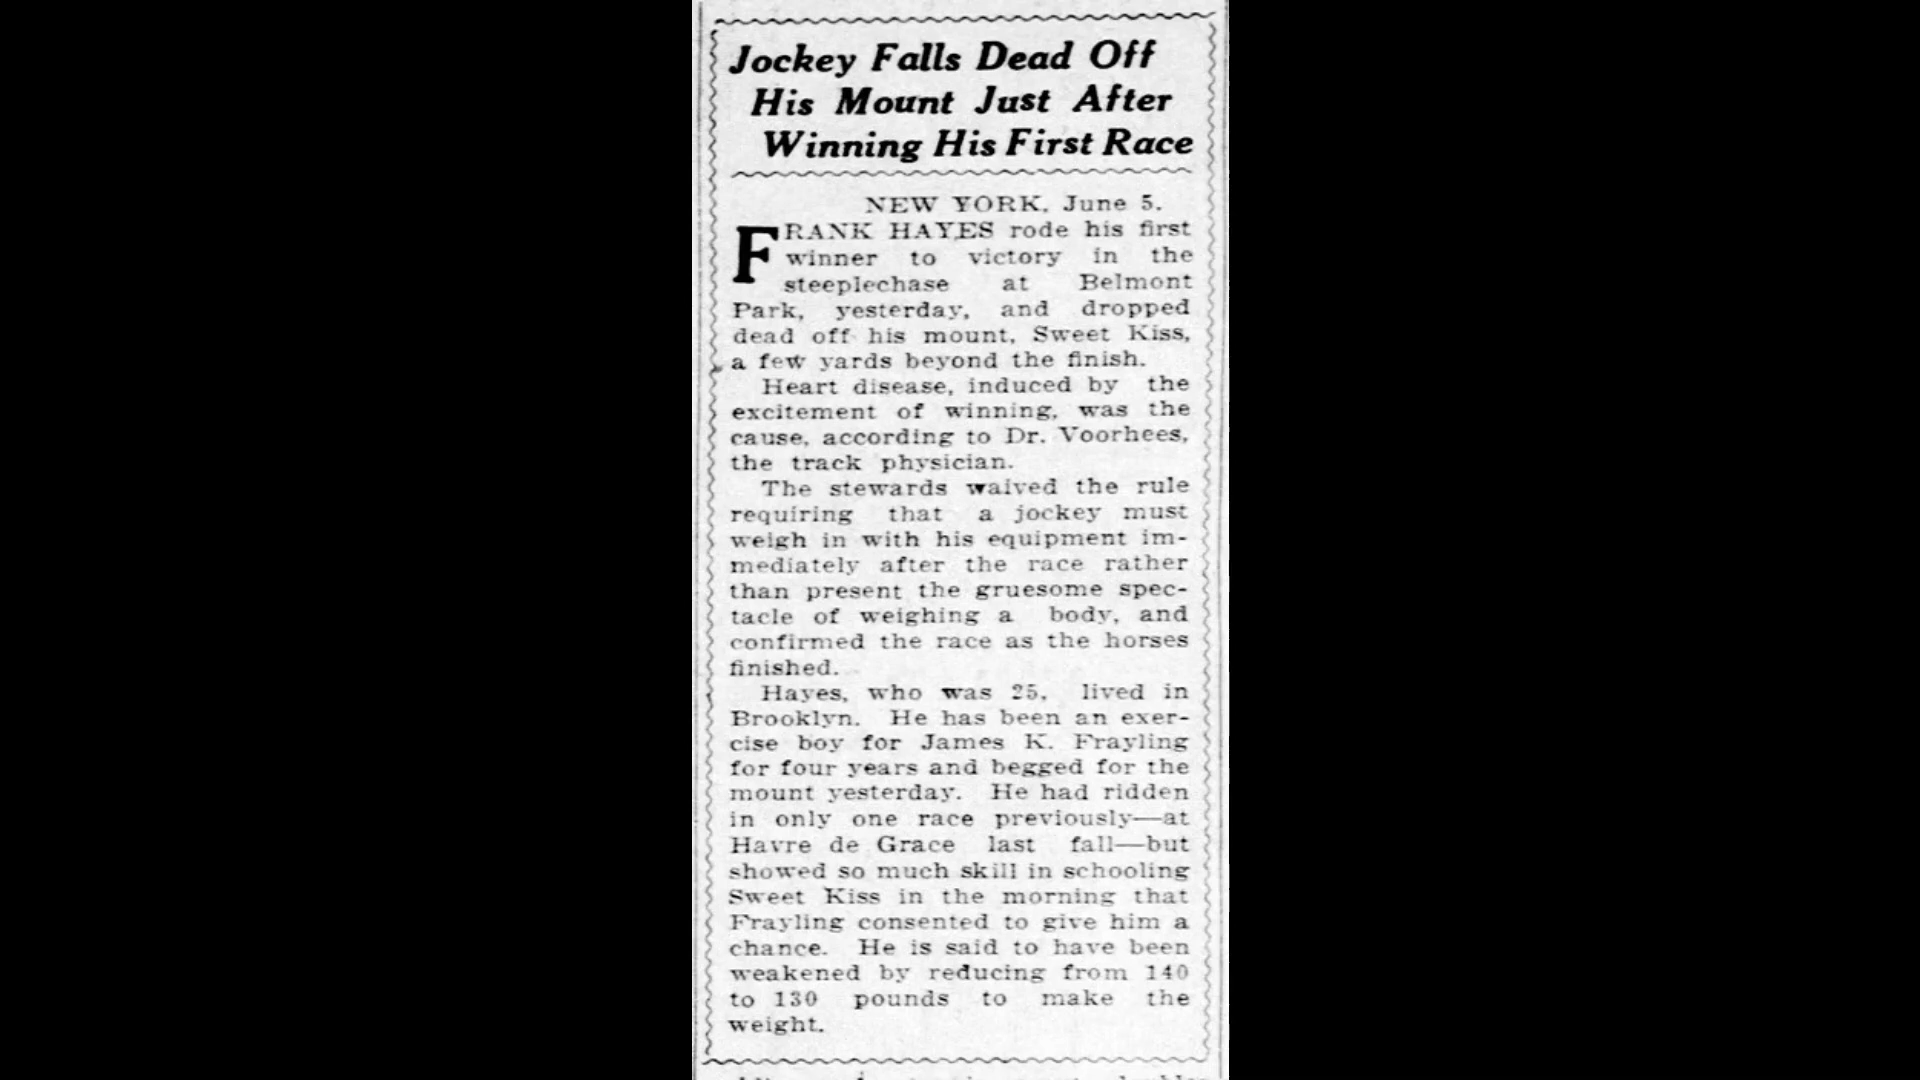 Jockey Falls Dead Off
His Mount Just After
Winning His First Race
NEW YORK, June 5.
FRANK HAYES rode his first
winner to victory in the
steeplechase at Belmont
Park, yesterday, and dropped
dead off his mount, Sweet Kiss,
a few yards beyond the finish.
Heart disease, induced by the
excitement of winning, was the
cause, according to Dr. Voorhees,
the track physician.
The stewards waived the rule
requiring that a jockey must
weigh in with his equipment im-
mediately after the race rather
than present the gruesome spec-
tacle of weighing a body, and
confirmed the race as the horses
finished.
Hayes, who was 25, lived in
Brooklyn. He has been an exer-
cise boy for James K. Frayling
for four years and begged for the
mount yesterday. He had ridden
in only one race previously—at
Havre de Grace last fall—but
showed so much skill in schooling
Sweet Kiss in the morning that
Frayling consented to give him a
chance. He is said to have been
weakened by reducing from 140
to 130 pounds to make the
weight.